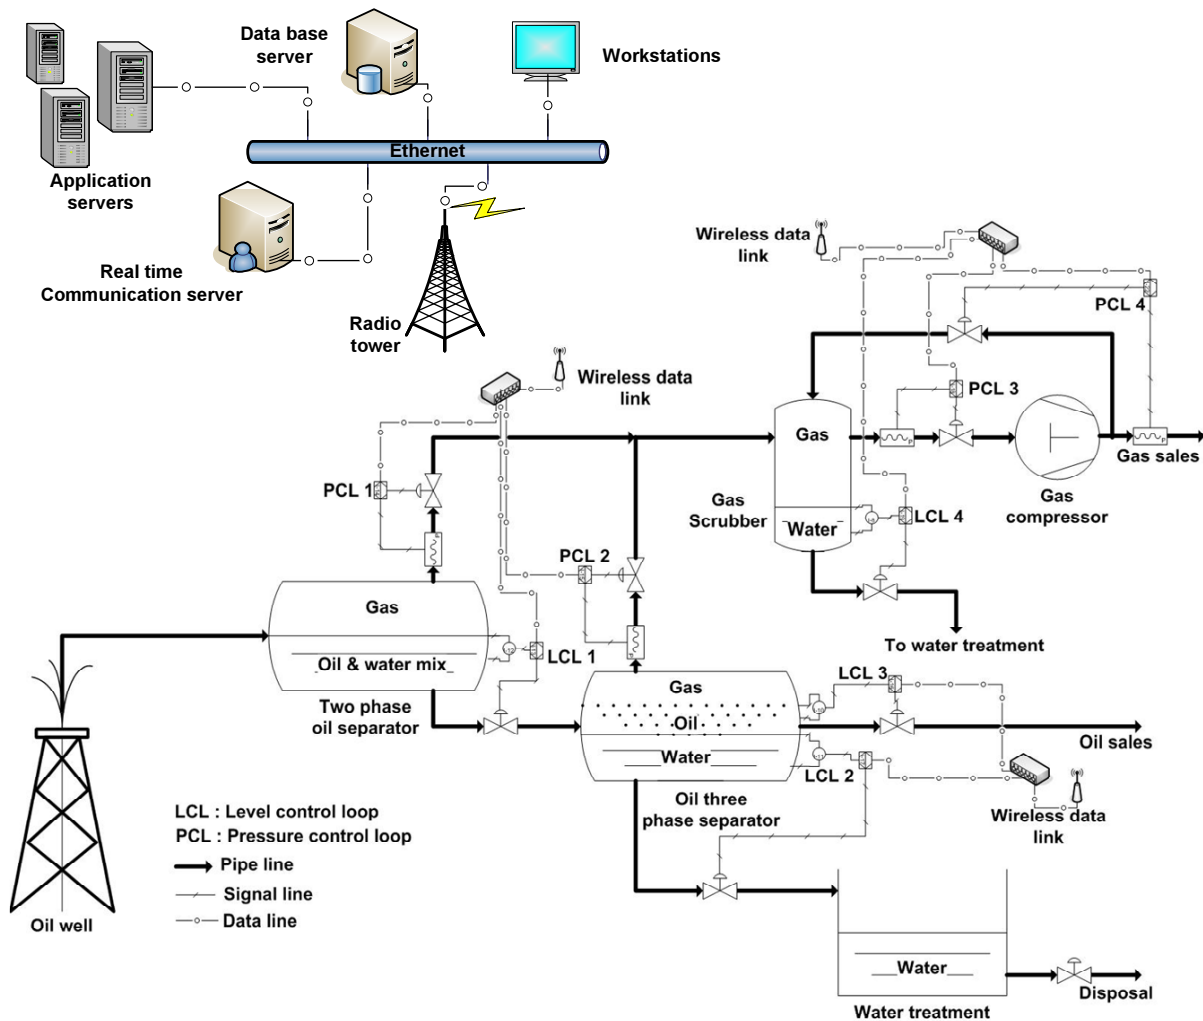 Data base
server
Workstations
Ethernet
Application
servers
Real time
Communication server
Radio
tower
Wireless data
link
PCL 4
Wireless data
link
PCL 3
Gas
Gas sales
PCL 1
Gas
Scrubber
Water
LCL 4
Gas
compressor
PCL 2
Gas
Oil & water mix
LCL 1
To water treatment
Two phase
oil separator
Gas
Oil
Water
LCL 3
Oil sales
LCL 2
Oil three
phase separator
Wireless data
link
LCL : Level control loop
PCL : Pressure control loop
Pipe line
Signal line
Data line
Oil well
Water
Disposal
Water treatment